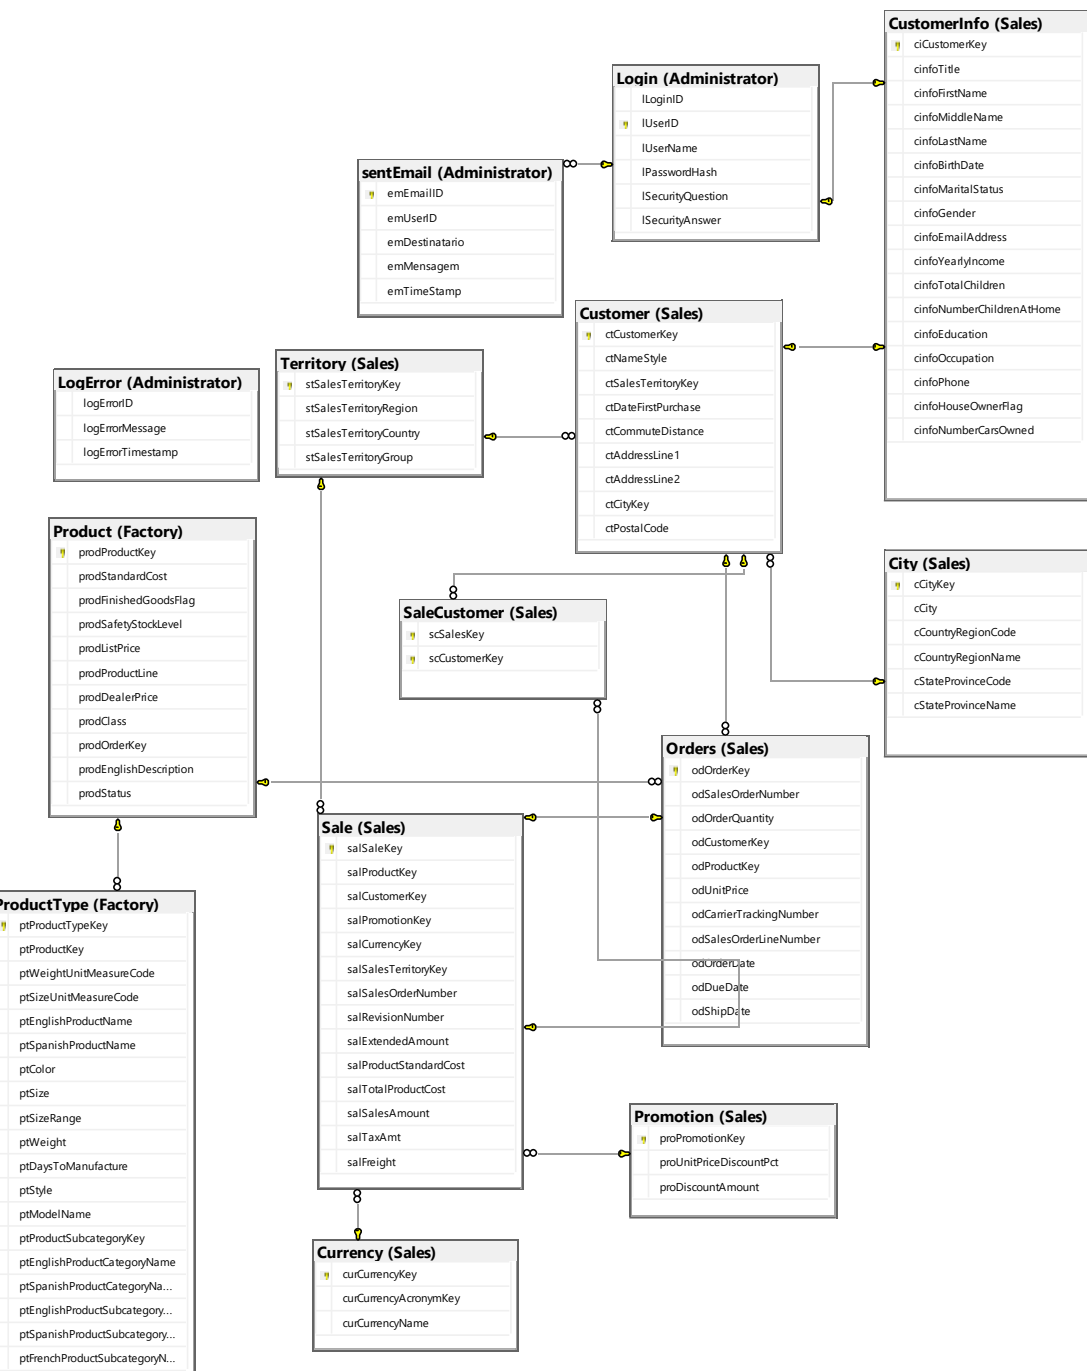 CustomerInfo (Sales)
ciCustomerKey
cinfoTitle
cinfoFirstName
cinfoMiddleName
cinfoLastName
cinfoBirthDate
cinfoMaritalStatus
cinfoGender
cinfoEmailAddress
cinfoYearlyIncome
cinfoTotalChildren
cinfoNumberChildrenAtHome
cinfoEducation
cinfoOccupation
cinfoPhone
cinfoHouseOwnerFlag
cinfoNumberCarsOwned
Login (Administrator)
lLoginID
lUserID
lUserName
lPasswordHash
lSecurityQuestion
lSecurityAnswer
sentEmail (Administrator)
emEmailID
emUserID
emDestinatario
emMensagem
emTimeStamp
Customer (Sales)
ctCustomerKey
ctNameStyle
ctSalesTerritoryKey
ctDateFirstPurchase
ctCommuteDistance
ctAddressLine1
ctAddressLine2
ctCityKey
ctPostalCode
Territory (Sales)
stSalesTerritoryKey
stSalesTerritoryRegion
stSalesTerritoryCountry
stSalesTerritoryGroup
LogError (Administrator)
logErrorID
logErrorMessage
logErrorTimestamp
Product (Factory)
prodProductKey
prodStandardCost
prodFinishedGoodsFlag
prodSafetyStockLevel
prodListPrice
prodProductLine
prodDealerPrice
prodClass
prodOrderKey
prodEnglishDescription
prodStatus
City (Sales)
cCityKey
cCity
cCountryRegionCode
cCountryRegionName
cStateProvinceCode
cStateProvinceName
SaleCustomer (Sales)
scSalesKey
scCustomerKey
Orders (Sales)
odOrderKey
odSalesOrderNumber
odOrderQuantity
odCustomerKey
odProductKey
odUnitPrice
odCarrierTrackingNumber
odSalesOrderLineNumber
odOrderDate
odDueDate
odShipDate
Sale (Sales)
salSaleKey
salProductKey
salCustomerKey
salPromotionKey
salCurrencyKey
salSalesTerritoryKey
salSalesOrderNumber
salRevisionNumber
salExtendedAmount
salProductStandardCost
salTotalProductCost
salSalesAmount
salTaxAmt
salFreight
ProductType (Factory)
ptProductTypeKey
ptProductKey
ptWeightUnitMeasureCode
ptSizeUnitMeasureCode
ptEnglishProductName
ptSpanishProductName
ptColor
ptSize
ptSizeRange
ptWeight
ptDaysToManufacture
ptStyle
ptModelName
ptProductSubcategoryKey
ptEnglishProductCategoryName
ptSpanishProductCategoryNa...
ptEnglishProductSubcategory...
ptSpanishProductSubcategory...
ptFrenchProductSubcategoryN...
Promotion (Sales)
proPromotionKey
proUnitPriceDiscountPct
proDiscountAmount
Currency (Sales)
curCurrencyKey
curCurrencyAcronymKey
curCurrencyName